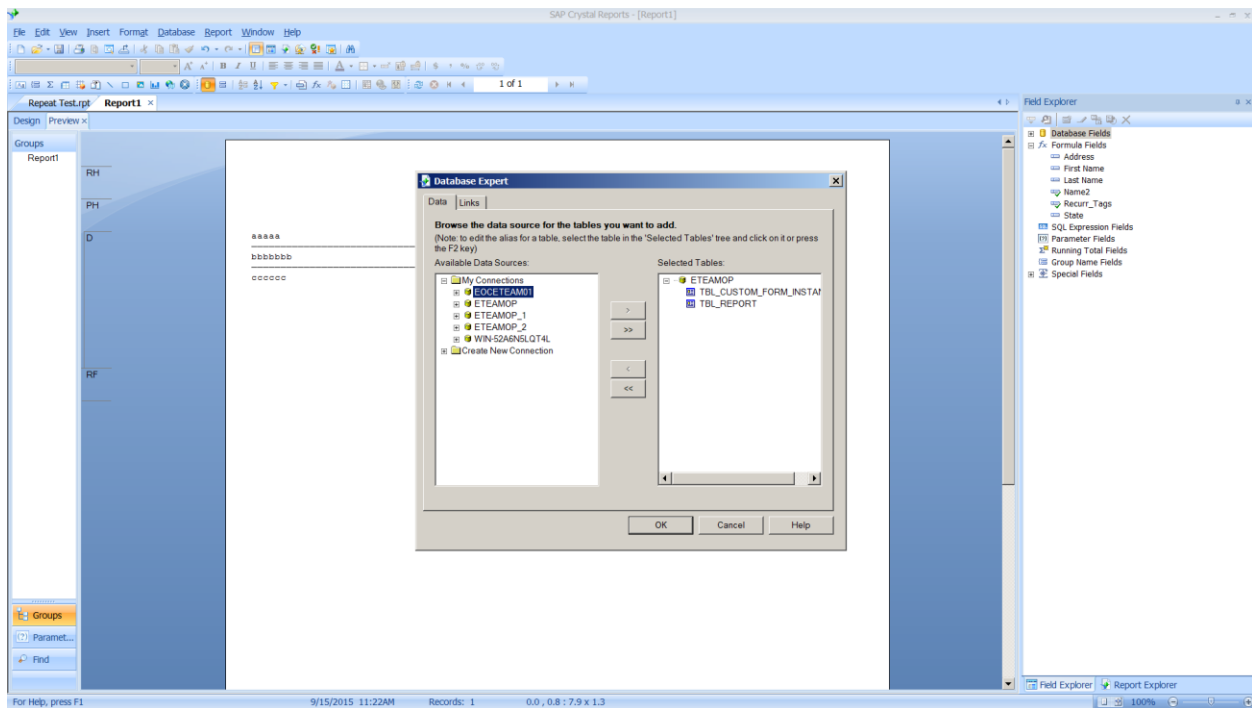 SAP Crystal Reports - [Report1]
File Edit View Insert Format Database Report Window Help
1 of 1
Repeat Test.rpt Report1 ×
Design Preview ×
Groups
Report1
RH
PH
D
RF
aaaaa
bbbbbbb
cccccc
Database Expert
Data Links
Browse the data source for the tables you want to add.
(Note: to edit the alias for a table, select the table in the 'Selected Tables' tree and click on it or press
the F2 key)
Available Data Sources:
My Connections
EOCETEAM01
ETEAMOP
ETEAMOP_1
ETEAMOP_2
WIN-52A6N5LQT4L
Create New Connection
>
>>
<
<<
Selected Tables:
ETEAMOP
TBL_CUSTOM_FORM_INSTAN
TBL_REPORT
OK Cancel Help
Field Explorer
Database Fields
Formula Fields
Address
First Name
Last Name
Name2
Recurr_Tags
State
SQL Expression Fields
Parameter Fields
Running Total Fields
Group Name Fields
Special Fields
Groups
Paramet...
Find
Field Explorer Report Explorer
For Help, press F1 9/15/2015 11:22AM Records: 1 0.0 , 0.8 : 7.9 x 1.3 100%